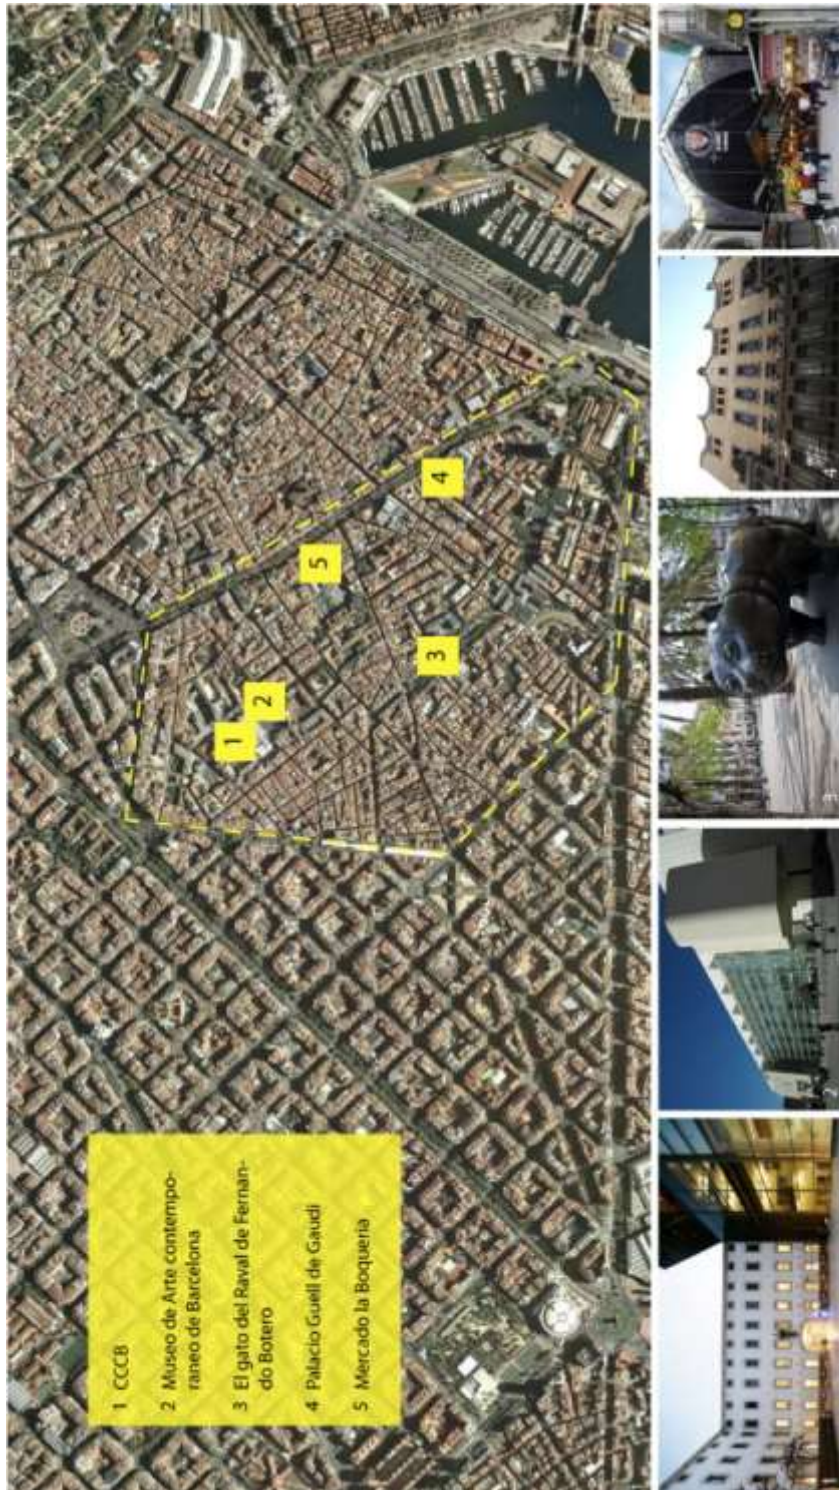 1 CCCB
2 Museo de Arte contempo-
raneo de Barcelona
3 El gato del Raval de Fernan-
do Botero
4 Palacio Guell de Gaudi
5 Mercado la Boqueria
1
2
3
4
5